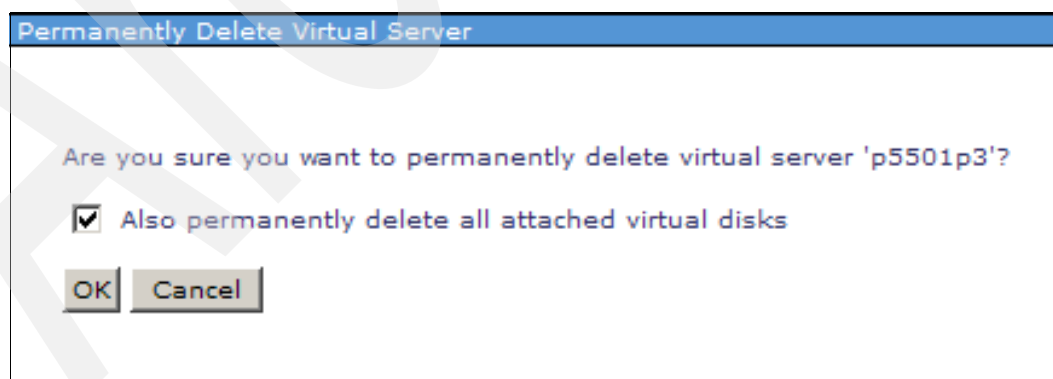 Permanently Delete Virtual Server
Are you sure you want to permanently delete virtual server 'p5501p3'?
Also permanently delete all attached virtual disks
OK Cancel